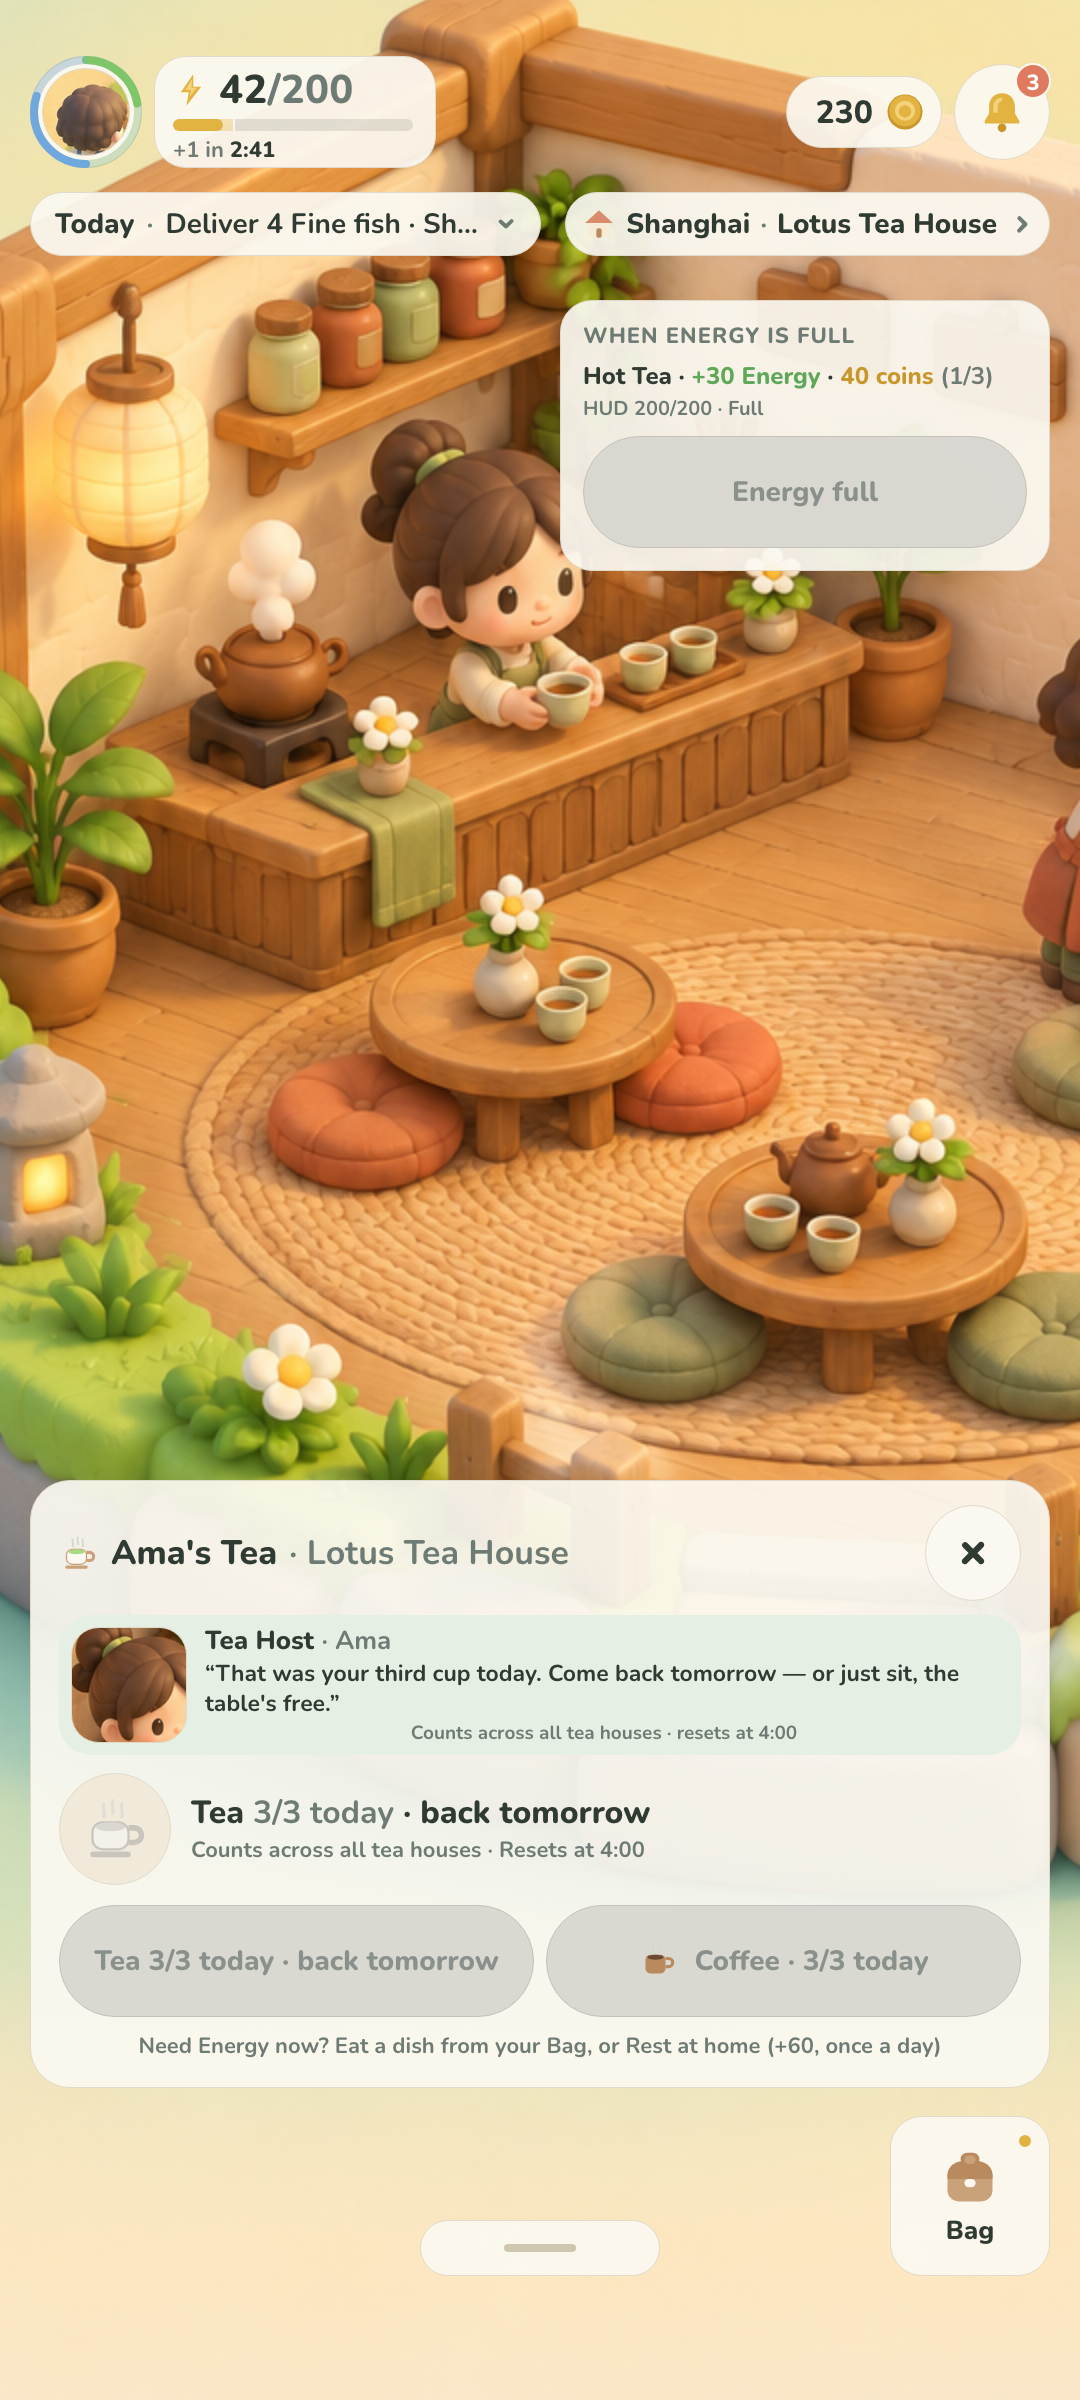 42/200
+1 in 2:41
230
3
Today · Deliver 4 Fine fish · Sh...
Shanghai · Lotus Tea House
WHEN ENERGY IS FULL
Hot Tea · +30 Energy · 40 coins (1/3)
HUD 200/200 · Full
Energy full
Ama's Tea · Lotus Tea House
Tea Host · Ama
“That was your third cup today. Come back tomorrow — or just sit, the
table's free.”
Counts across all tea houses · resets at 4:00
Tea 3/3 today · back tomorrow
Counts across all tea houses · Resets at 4:00
Tea 3/3 today · back tomorrow
Coffee · 3/3 today
Need Energy now? Eat a dish from your Bag, or Rest at home (+60, once a day)
Bag